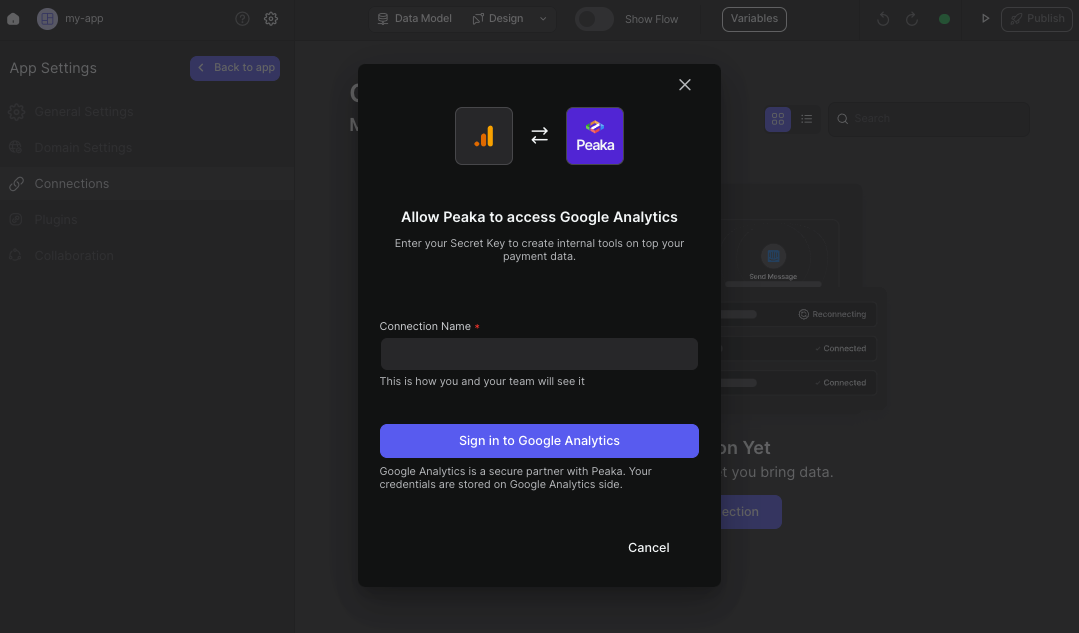 my-app
Data Model
Design
Show Flow
Variables
Publish
App Settings
Back to app
General Settings
Domain Settings
Connections
Plugins
Collaboration
Search
Peaka
Allow Peaka to access Google Analytics
Enter your Secret Key to create internal tools on top your
payment data.
Connection Name *
This is how you and your team will see it
Sign in to Google Analytics
Google Analytics is a secure partner with Peaka. Your
credentials are stored on Google Analytics side.
Cancel
Send Message
Reconnecting
Connected
Connected
Yet
you bring data.